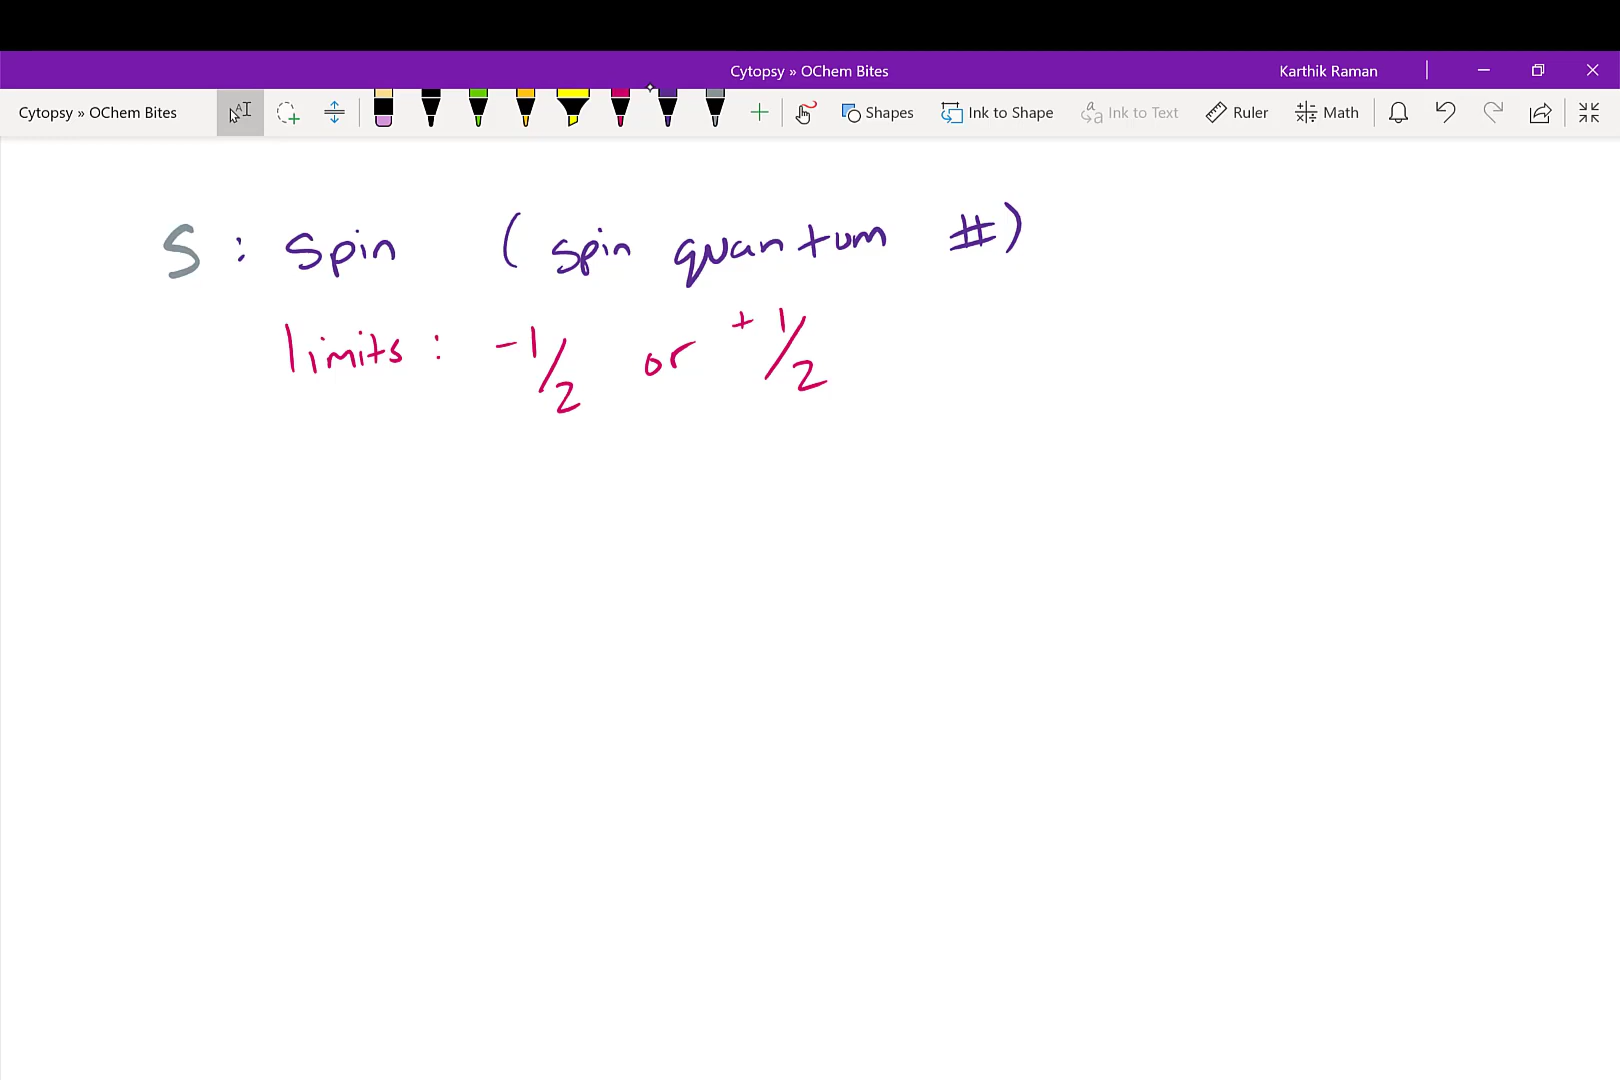 Cytopsy » OChem Bites
Karthik Raman
Cytopsy » OChem Bites
Shapes
Ink to Shape
Ink to Text
Ruler
Math
S : Spin ( spin quantum # )
limits : -1/2 or +1/2